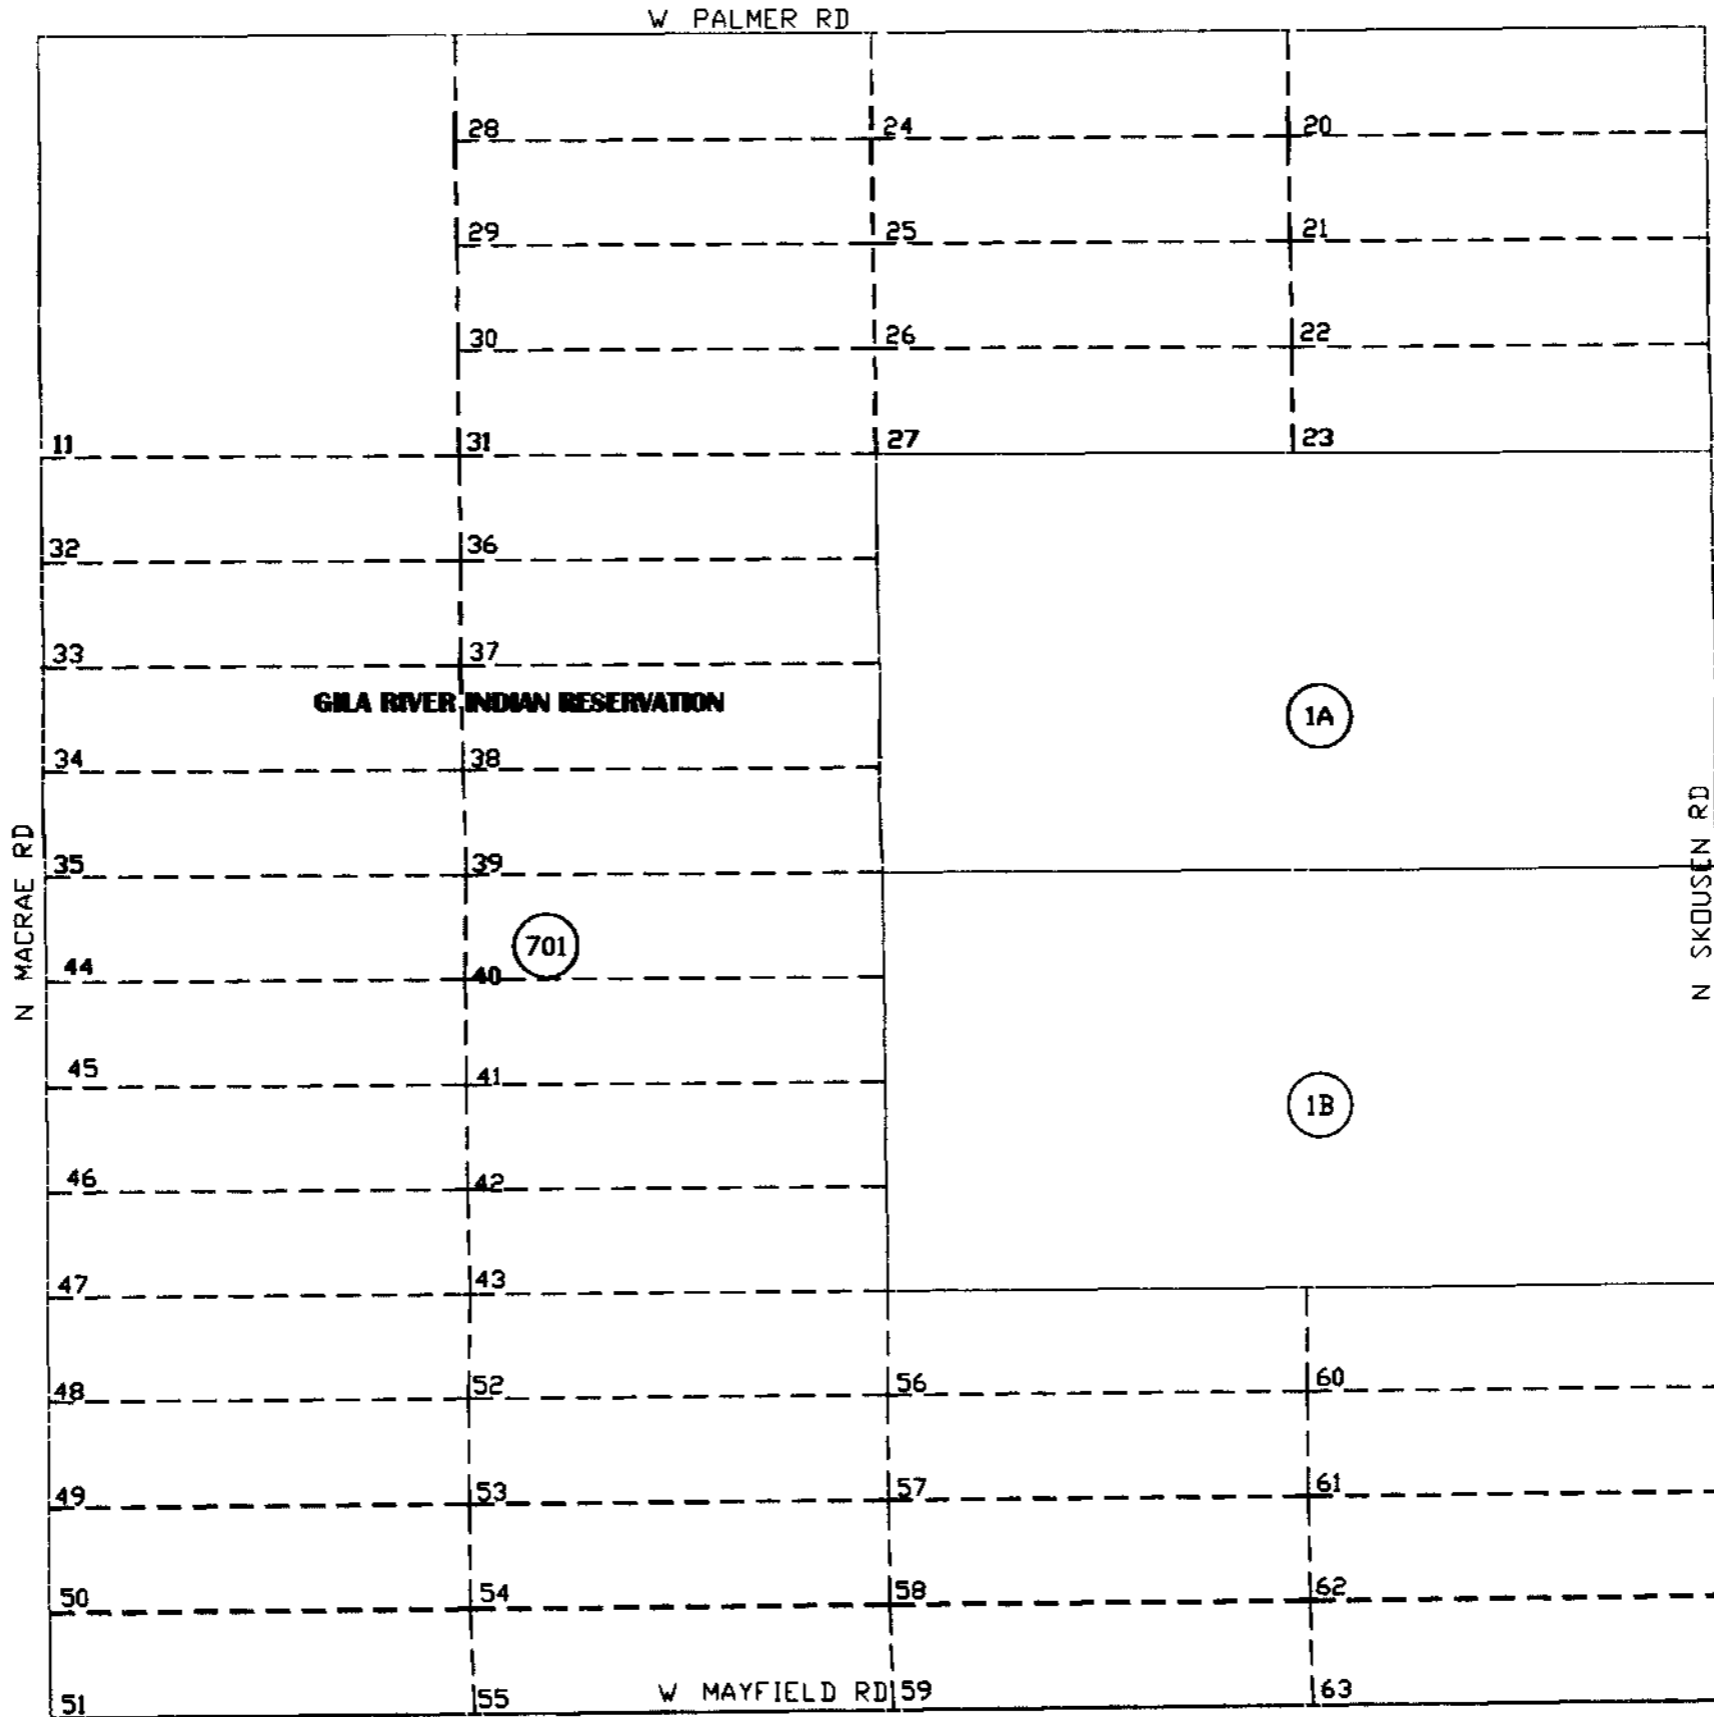 W PALMER RD
28 24 20
29 25 21
30 26 22
11 31 27 23
32 36
33 37
GILA RIVER INDIAN RESERVATION
1A
34 38
N MACRAE RD
N SKOUSEN RD
35 39
701
44 40
45 41
1B
46 42
47 43
48 52 56 60
49 53 57 61
50 54 58 62
51 55 W MAYFIELD RD 59 63